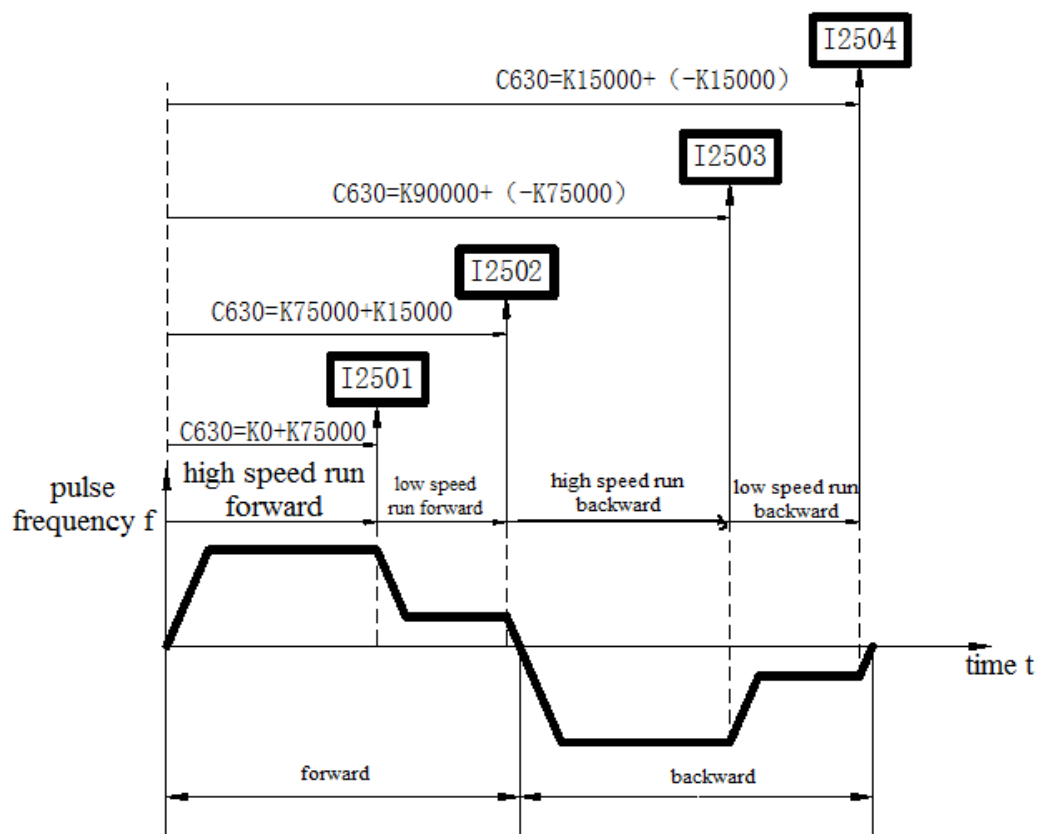 I2504
C630=K15000+（-K15000）
I2503
C630=K90000+（-K75000）
I2502
C630=K75000+K15000
I2501
C630=K0+K75000
pulse
frequency f
high speed run
forward
low speed
run forward
high speed run
backward
low speed run
backward
time t
forward
backward